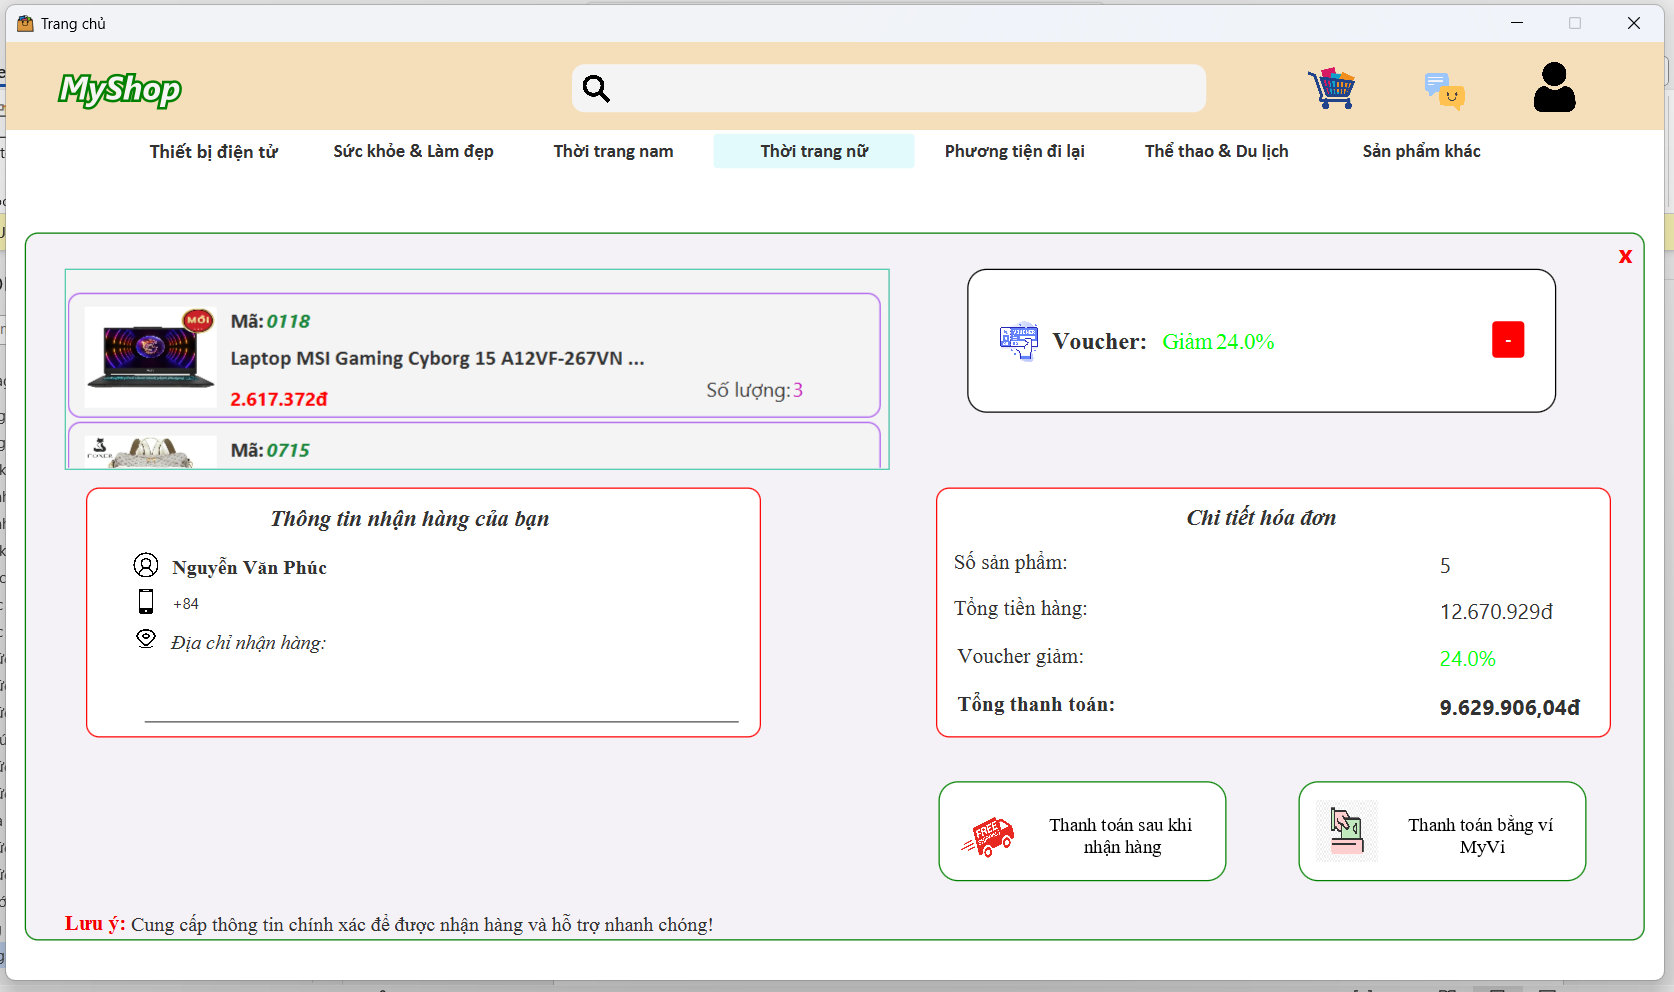 Trang chủ
MyShop
Thiết bị điện tử
Sức khỏe & Làm đẹp
Thời trang nam
Thời trang nữ
Phương tiện đi lại
Thể thao & Du lịch
Sản phẩm khác
X
MỚI
Mã: 0118
Laptop MSI Gaming Cyborg 15 A12VF-267VN ...
2.617.372đ
Số lượng: 3
Mã: 0715
VOUCHER
Voucher: Giảm 24.0%
-
Thông tin nhận hàng của bạn
Nguyễn Văn Phúc
+84
Địa chỉ nhận hàng:
Chi tiết hóa đơn
Số sản phẩm: 5
Tổng tiền hàng: 12.670.929đ
Voucher giảm: 24.0%
Tổng thanh toán: 9.629.906,04đ
FREE
Thanh toán sau khi
nhận hàng
Thanh toán bằng ví
MyVi
Lưu ý: Cung cấp thông tin chính xác để được nhận hàng và hỗ trợ nhanh chóng!